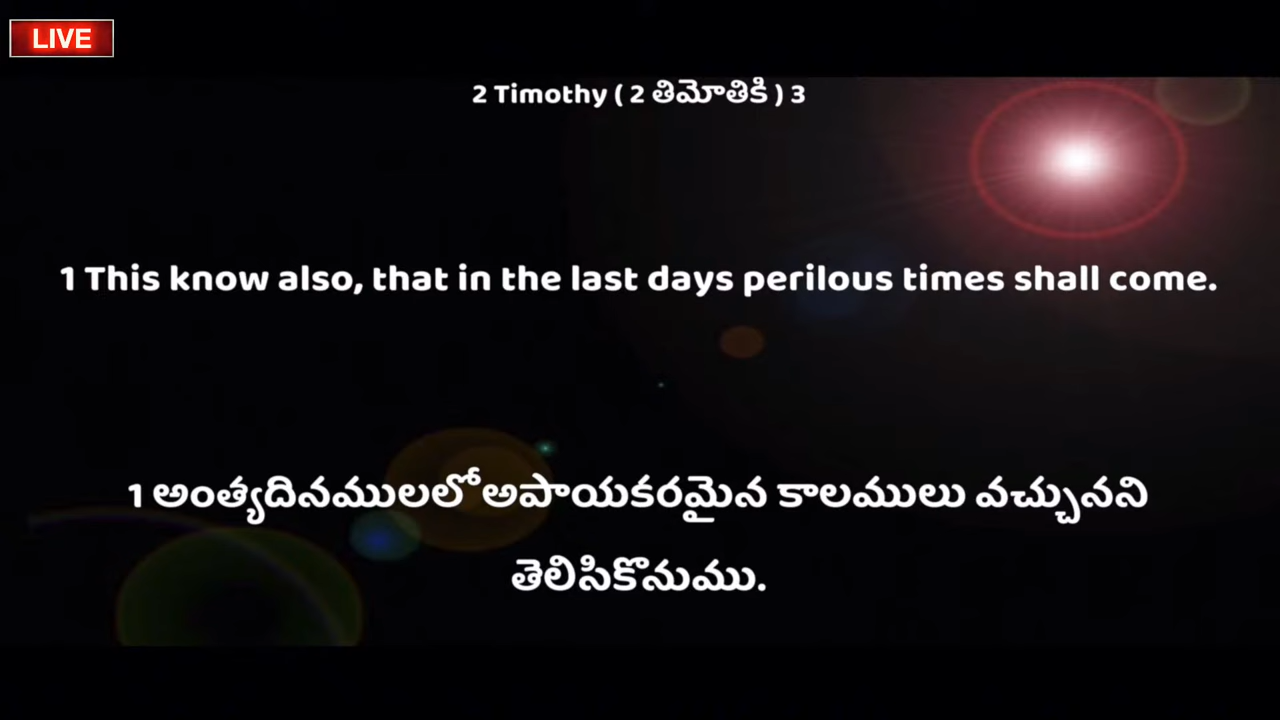 LIVE
2 Timothy ( 2 తిమోతికి ) 3
1 This know also, that in the last days perilous times shall come.
1 అంత్యదినములలో అపాయకరమైన కాలములు వచ్చునని
తెలిసికొనుము.